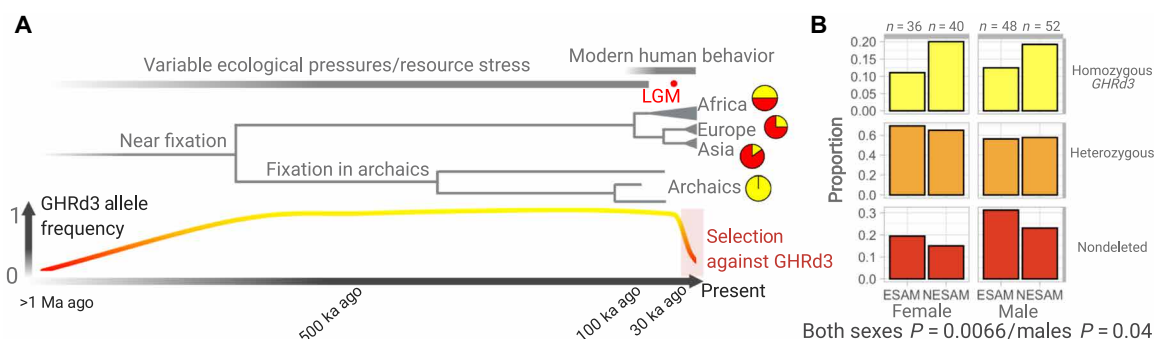 A
Variable ecological pressures/resource stress
Modern human behavior
LGM
Africa
Europe
Asia
Near fixation
Fixation in archaics
Archaics
1
GHRd3 allele
frequency
Selection
against GHRd3
0
Present
>1 Ma ago
500 ka ago
100 ka ago
30 ka ago
B
n = 36 n = 40 n = 48 n = 52
Proportion
0.20
0.15
0.10
0.05
0.00
Homozygous
GHRd3
0.6
0.4
0.2
0.0
Heterozygous
0.3
0.2
0.1
0.0
Nondeleted
ESAM NESAM ESAM NESAM
Female Male
Both sexes P = 0.0066/males P = 0.04